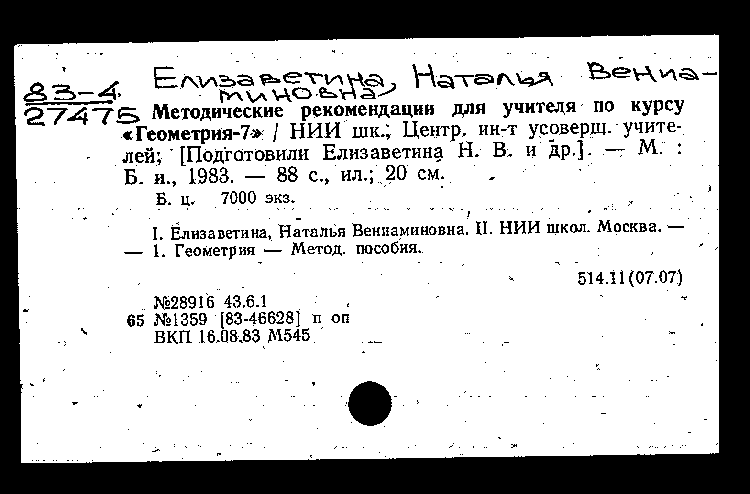 Елизаветина, Наталья Вениа-
миновна
83-4
27475
Методические рекомендации для учителя по курсу
«Геометрия-7» / НИИ шк.; Центр. ин-т усоверш. учите-
лей; [Подготовили Елизаветина Н. В. и др.]. — М. :
Б. и., 1983. — 88 с., ил.; 20 см.
Б. ц. 7000 экз.
I. Елизаветина, Наталья Вениаминовна. II. НИИ школ. Москва. —
— 1. Геометрия — Метод. пособия.
514.11(07.07)
№28916 43.6.1
65 №1359 [83-46628] п оп
ВКП 16.08.83 М545